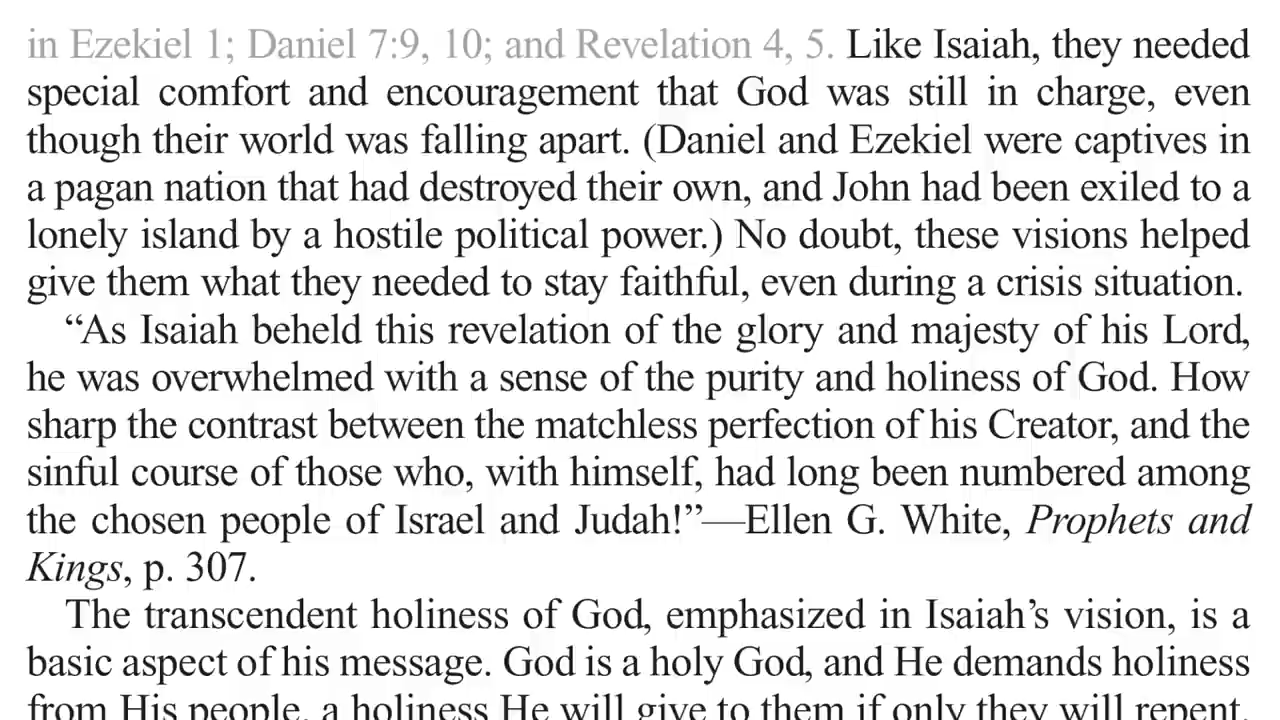 in Ezekiel 1; Daniel 7:9, 10; and Revelation 4, 5. Like Isaiah, they needed
special comfort and encouragement that God was still in charge, even
though their world was falling apart. (Daniel and Ezekiel were captives in
a pagan nation that had destroyed their own, and John had been exiled to a
lonely island by a hostile political power.) No doubt, these visions helped
give them what they needed to stay faithful, even during a crisis situation.
“As Isaiah beheld this revelation of the glory and majesty of his Lord,
he was overwhelmed with a sense of the purity and holiness of God. How
sharp the contrast between the matchless perfection of his Creator, and the
sinful course of those who, with himself, had long been numbered among
the chosen people of Israel and Judah!”—Ellen G. White, Prophets and
Kings, p. 307.
The transcendent holiness of God, emphasized in Isaiah’s vision, is a
basic aspect of his message. God is a holy God, and He demands holiness
from His people, a holiness He will give to them if only they will repent,